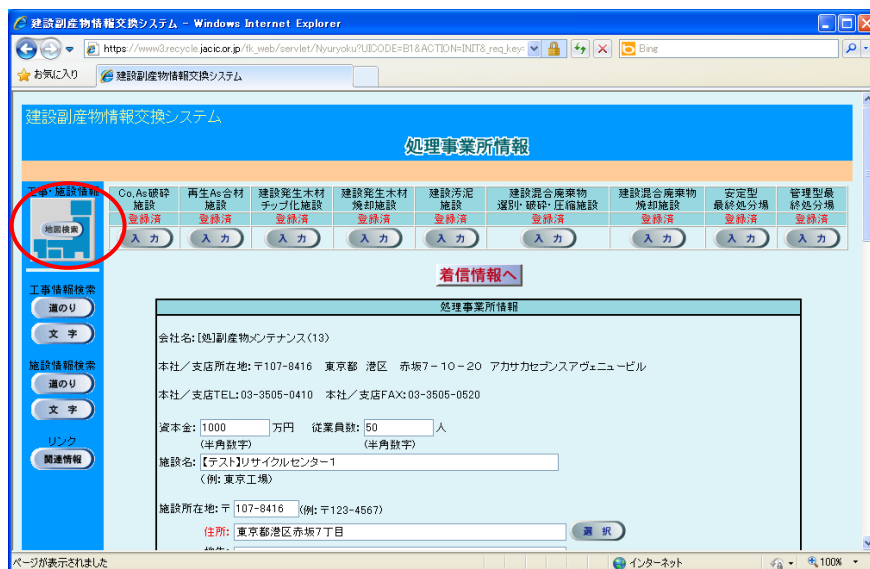 建設副産物情報交換システム - Windows Internet Explorer
https://www3.recycle.jacic.or.jp/fk_web/servlet/Nyuryoku?UICODE=B1&ACTION=INIT&_req_key=
Bing
お気に入り 建設副産物情報交換システム
建設副産物情報交換システム
処理事業所情報
工事・施設情報
地図検索
Co,As破砕施設 再生As合材施設 建設発生木材チップ化施設 建設発生木材焼却施設 建設汚泥施設 建設混合廃棄物選別・破砕・圧縮施設 建設混合廃棄物焼却施設 安定型最終処分場 管理型最終処分場
登録済 登録済 登録済 登録済 登録済 登録済 登録済 登録済 登録済
入 力 入 力 入 力 入 力 入 力 入 力 入 力 入 力 入 力
着信情報へ
工事情報検索
道のり
文 字
施設情報検索
道のり
文 字
リンク
関連情報
処理事業所情報
会社名:[処]副産物メンテナンス(13)
本社／支店所在地:〒107-8416 東京都 港区 赤坂７－１０－２０ アカサカセブンスアヴェニュービル
本社／支店TEL:03-3505-0410 本社／支店FAX:03-3505-0520
資本金: 1000 万円 従業員数: 50 人
(半角数字) (半角数字)
施設名: 【テスト】リサイクルセンター１
(例:東京工場)
施設所在地:〒 107-8416 (例:〒123-4567)
住所: 東京都港区赤坂７丁目 選 択
ページが表示されました インターネット 100%